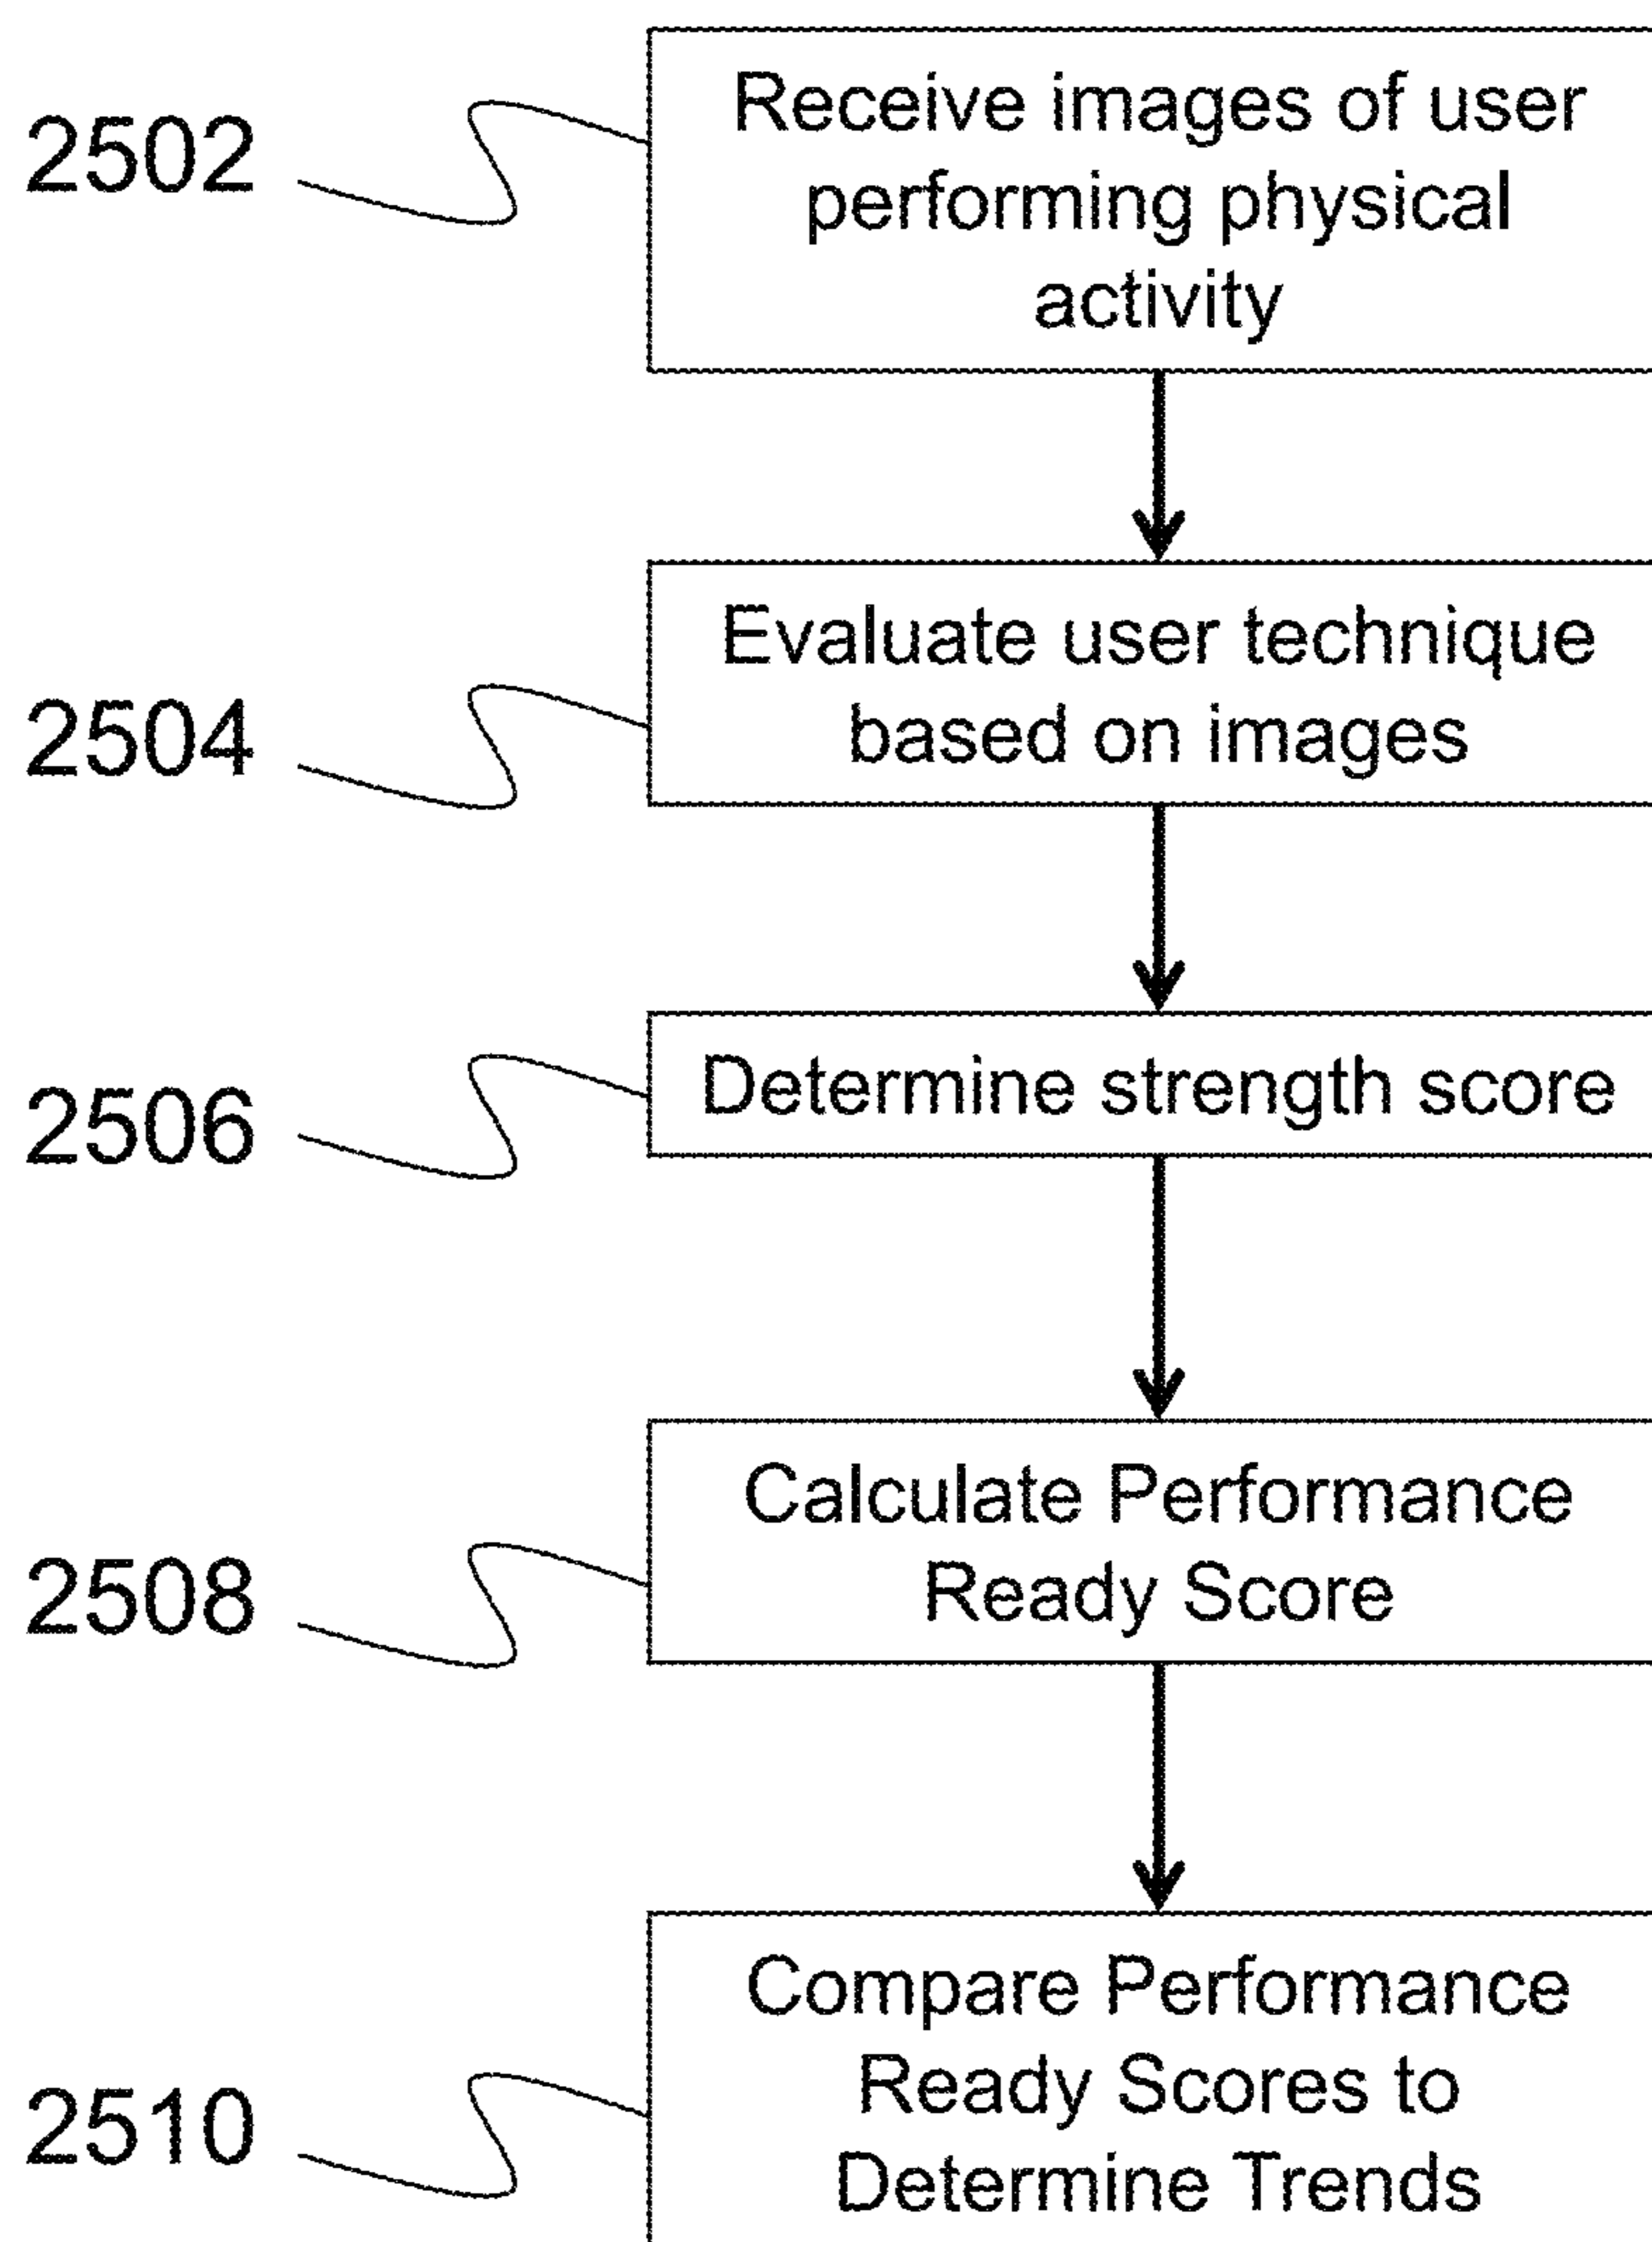 2502
Receive images of user
performing physical
activity
2504
Evaluate user technique
based on images
2506
Determine strength score
2508
Calculate Performance
Ready Score
2510
Compare Performance
Ready Scores to
Determine Trends